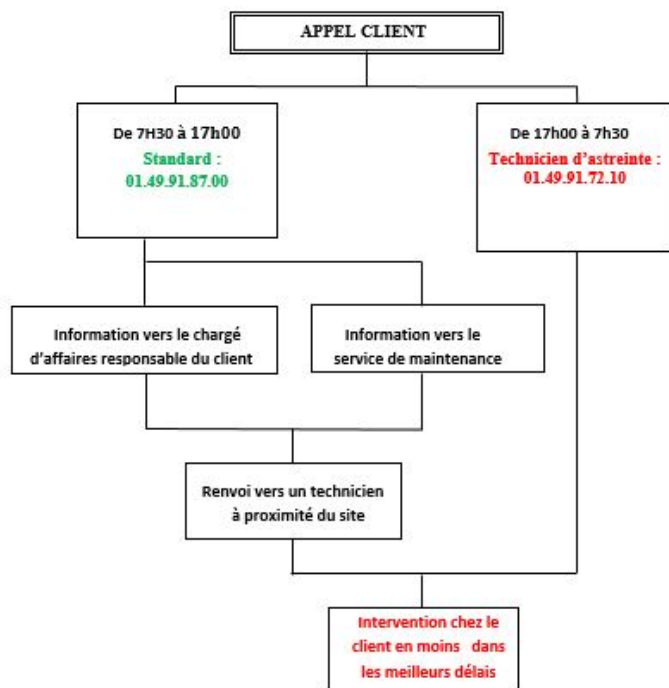 APPEL CLIENT
De 7H30 à 17h00
Standard :
01.49.91.87.00
De 17h00 à 7h30
Technicien d’astreinte :
01.49.91.72.10
Information vers le chargé
d’affaires responsable du client
Information vers le
service de maintenance
Renvoi vers un technicien
à proximité du site
Intervention chez le
client en moins dans
les meilleurs délais